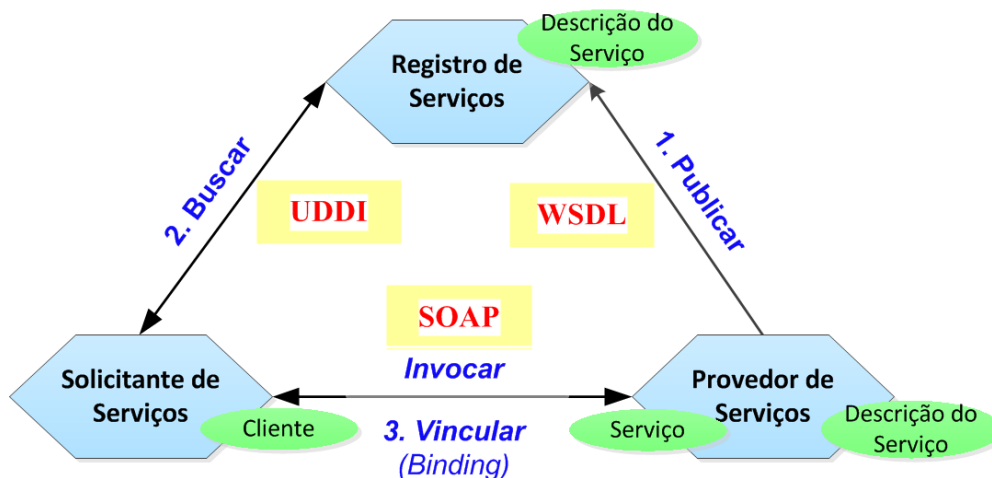 Descrição do
Serviço
Registro de
Serviços
2. Buscar
1. Publicar
UDDI
WSDL
SOAP
Invocar
Solicitante de
Serviços
Cliente
3. Vincular
(Binding)
Provedor de
Serviços
Serviço
Descrição do
Serviço